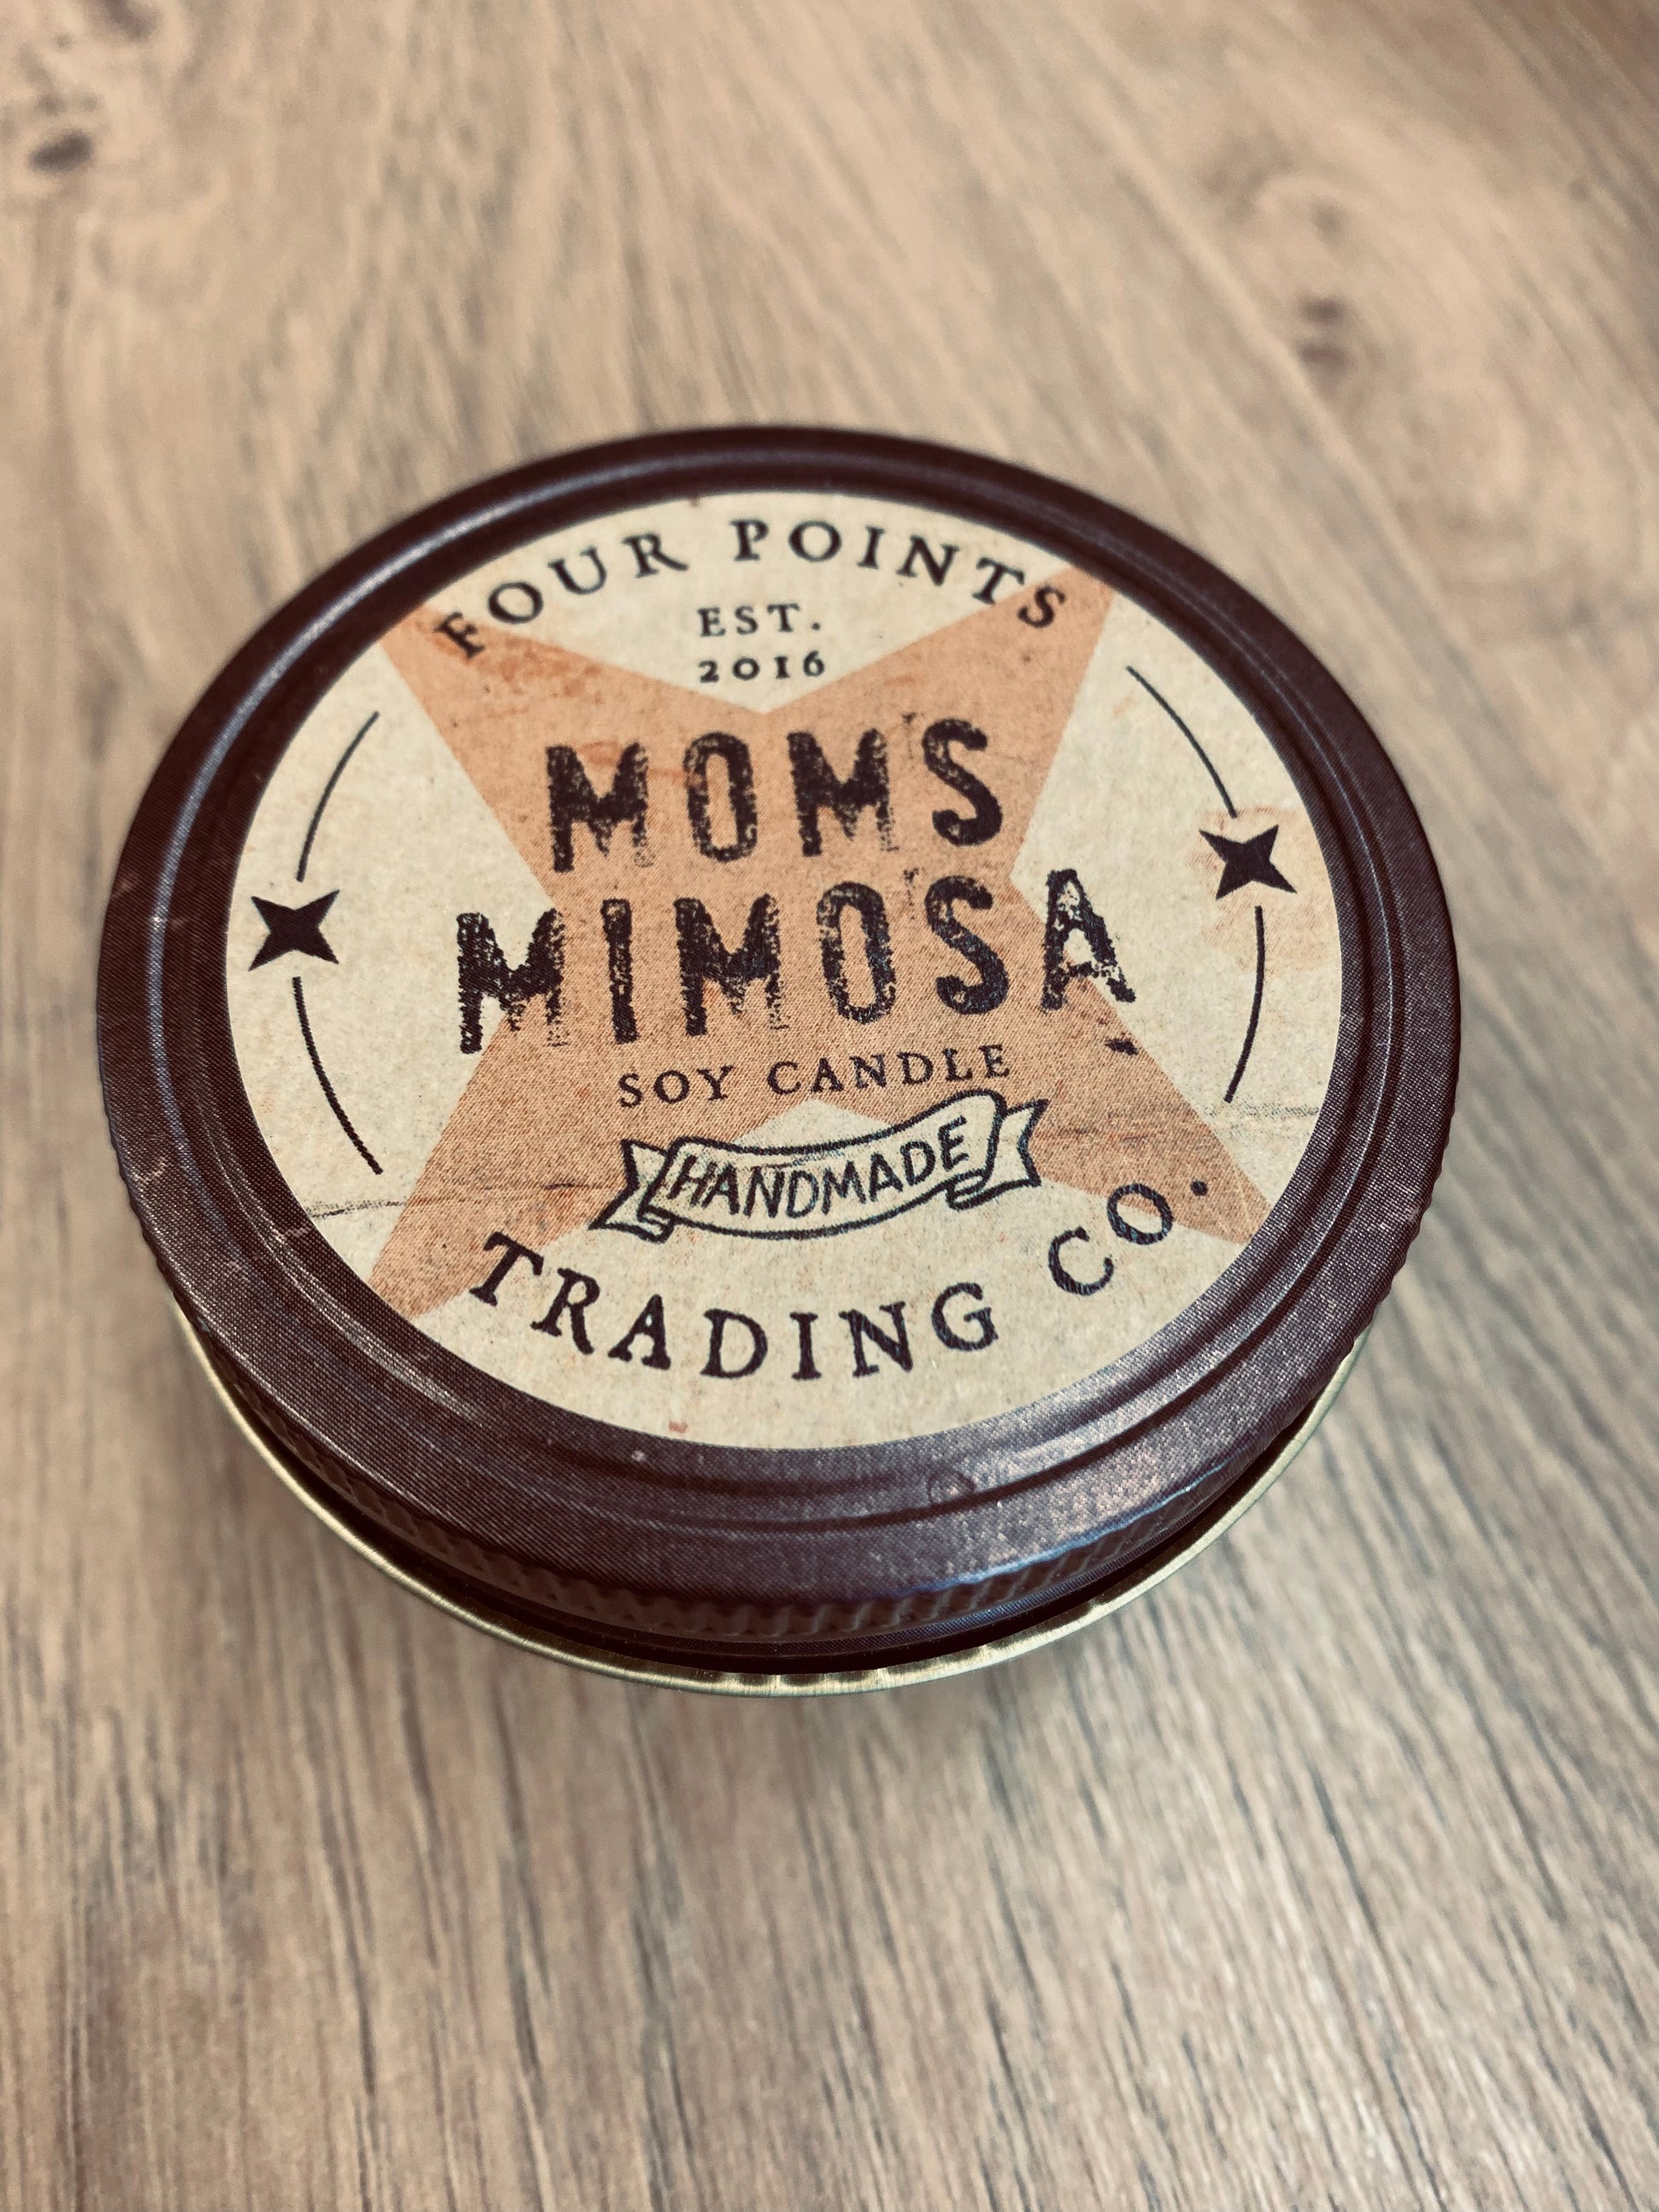 FOUR POINTS
EST.
2016
MOMS
MIMOSA
SOY CANDLE
HANDMADE
TRADING CO.